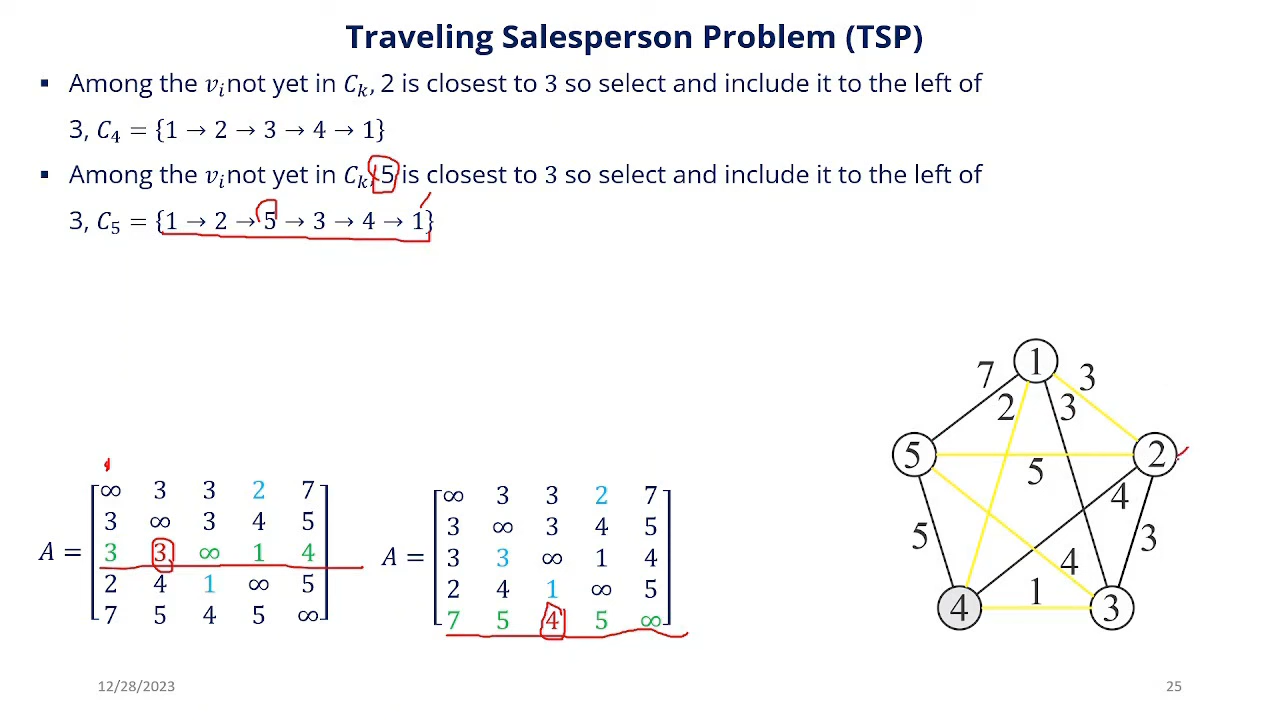 Traveling Salesperson Problem (TSP)
▪ Among the v_i not yet in C_k, 2 is closest to 3 so select and include it to the left of
3, C_4 = {1 → 2 → 3 → 4 → 1}
▪ Among the v_i not yet in C_k, 5 is closest to 3 so select and include it to the left of
3, C_5 = {1 → 2 → 5 → 3 → 4 → 1}
∞ 3 3 2 7
3 ∞ 3 4 5
A = 3 3 ∞ 1 4
2 4 1 ∞ 5
7 5 4 5 ∞
∞ 3 3 2 7
3 ∞ 3 4 5
A = 3 3 ∞ 1 4
2 4 1 ∞ 5
7 5 4 5 ∞
1
7 3
2 3
5 2
5
4
5 3
4
1
4 3
12/28/2023
25